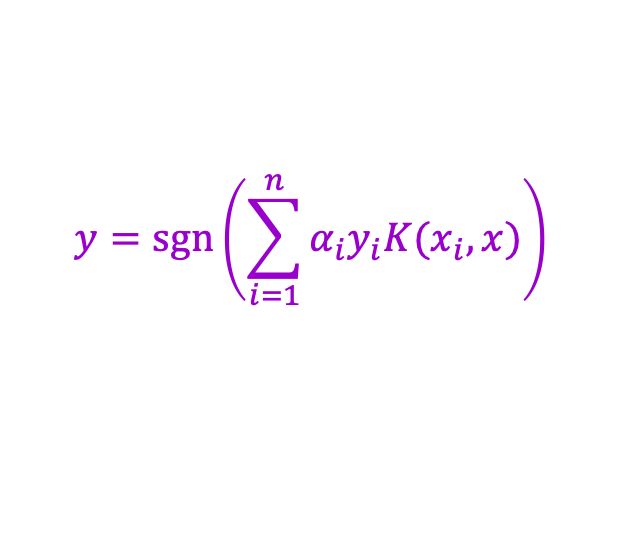 y = sgn(∑_{i=1}^{n} α_i y_i K(x_i, x))